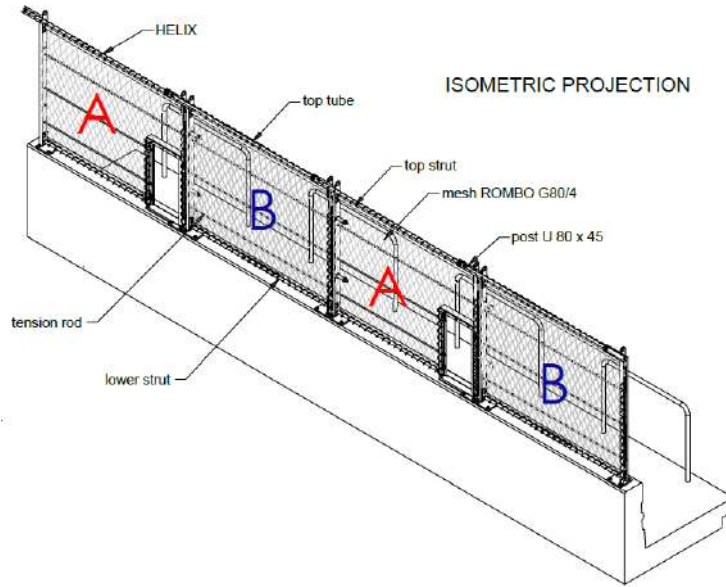 HELIX
ISOMETRIC PROJECTION
top tube
top strut
mesh ROMBO G80/4
post U 80 x 45
A
B
A
B
tension rod
lower strut